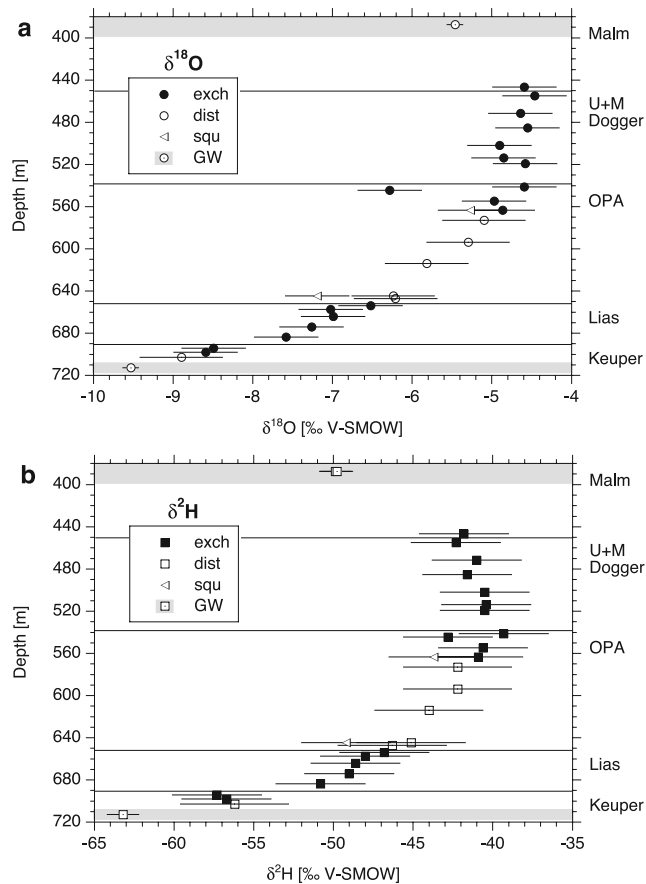 a
δ18O
exch
dist
squ
GW
400
440
480
520
560
600
640
680
720
Depth [m]
Malm
U+M
Dogger
OPA
Lias
Keuper
-10
-9
-8
-7
-6
-5
-4
δ18O [‰ V-SMOW]
b
δ2H
exch
dist
squ
GW
400
440
480
520
560
600
640
680
720
Depth [m]
Malm
U+M
Dogger
OPA
Lias
Keuper
-65
-60
-55
-50
-45
-40
-35
δ2H [‰ V-SMOW]